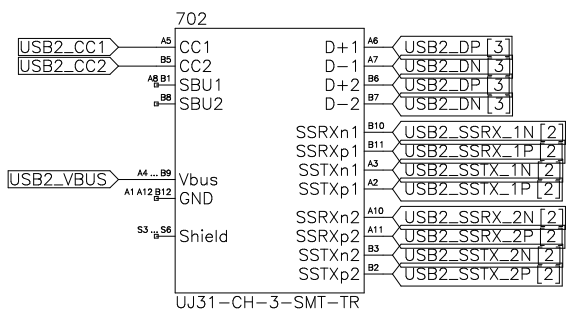 702
USB2_CC1 A5 CC1 D+1 A6 USB2_DP [3]
USB2_CC2 B5 CC2 D-1 A7 USB2_DN [3]
A8 B1 SBU1 D+2 B6 USB2_DP [3]
B8 SBU2 D-2 B7 USB2_DN [3]
SSRXn1 B10 USB2_SSRX_1N [2]
SSRXp1 B11 USB2_SSRX_1P [2]
SSTXn1 A3 USB2_SSTX_1N [2]
USB2_VBUS A4 ... B9 Vbus SSTXp1 A2 USB2_SSTX_1P [2]
A1 A12 B12 GND
SSRXn2 A10 USB2_SSRX_2N [2]
S3 ... S6 Shield SSRXp2 A11 USB2_SSRX_2P [2]
SSTXn2 B3 USB2_SSTX_2N [2]
SSTXp2 B2 USB2_SSTX_2P [2]
UJ31-CH-3-SMT-TR